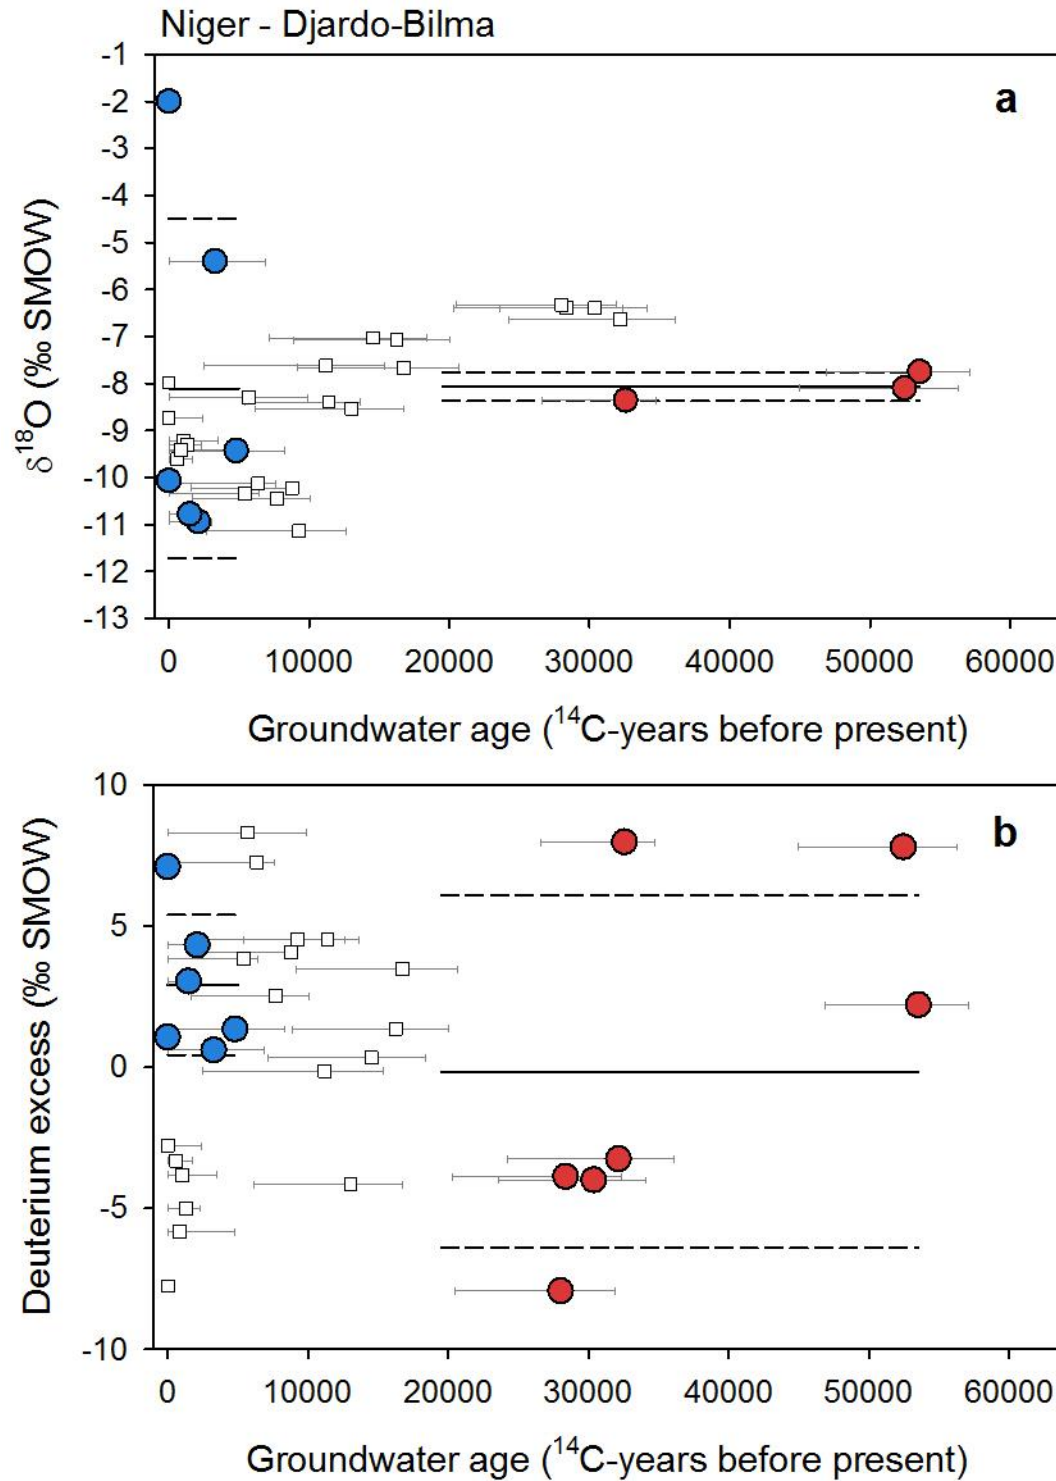 Niger - Djardo-Bilma
a
-1
-2
-3
-4
-5
-6
-7
-8
-9
-10
-11
-12
-13
δ18O (‰ SMOW)
0 10000 20000 30000 40000 50000 60000
Groundwater age (14C-years before present)
b
10
5
0
-5
-10
Deuterium excess (‰ SMOW)
0 10000 20000 30000 40000 50000 60000
Groundwater age (14C-years before present)